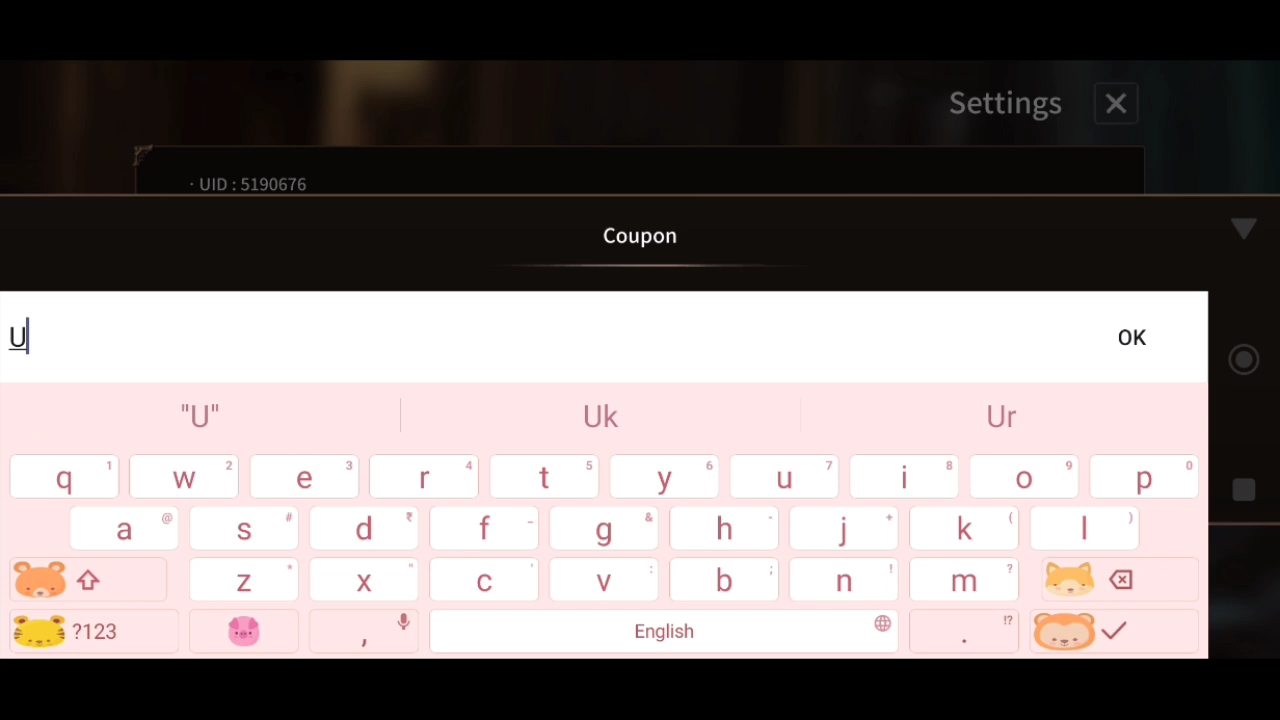 Settings
· UID : 5190676
Coupon
U
OK
"U" Uk Ur
q 1 w 2 e 3 r 4 t 5 y 6 u 7 i 8 o 9 p 0
a @ s # d ₹ f _ g & h - j + k ( l )
z * x " c ' v : b ; n ! m ?
?123 , English . !?